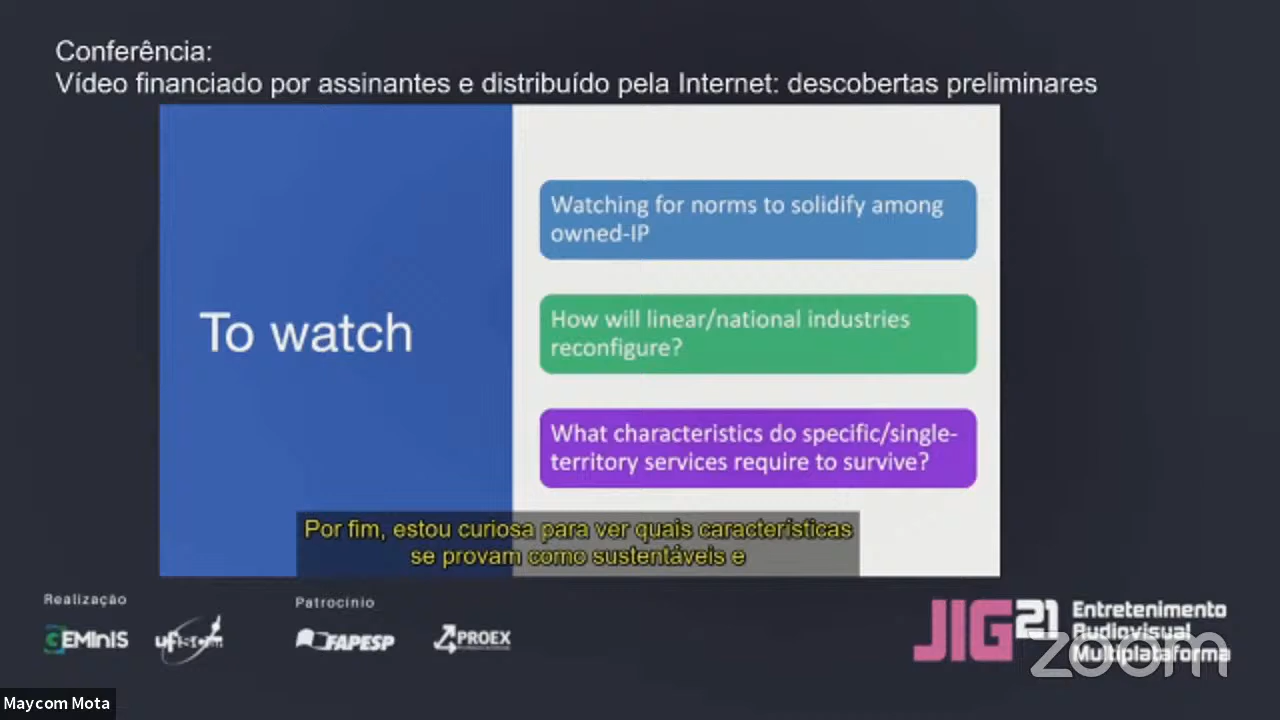 Conferência:
Vídeo financiado por assinantes e distribuído pela Internet: descobertas preliminares
To watch
Watching for norms to solidify among
owned-IP
How will linear/national industries
reconfigure?
What characteristics do specific/single-
territory services require to survive?
Por fim, estou curiosa para ver quais características
se provam como sustentáveis e
Realização
GEMInIS
Patrocínio
FAPESP
PROEX
JIG21
Entretenimento
Audiovisual
Multiplataforma
zoom
Maycom Mota